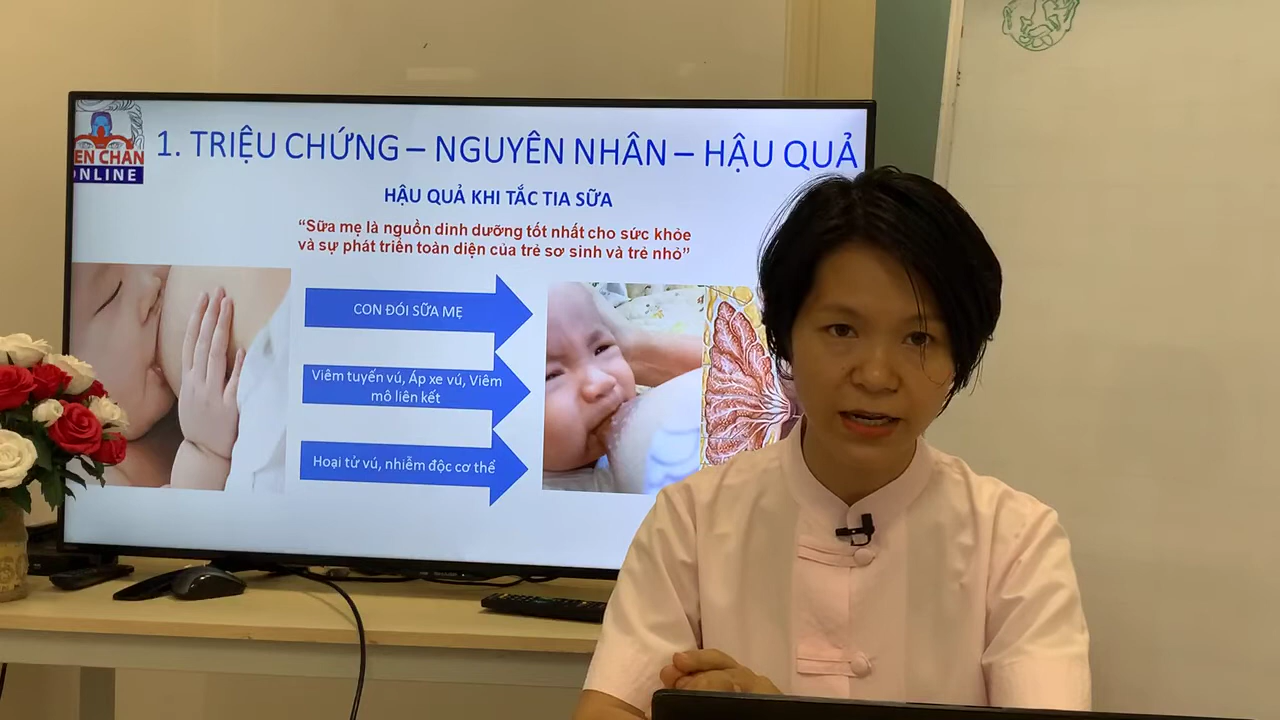 1. TRIỆU CHỨNG – NGUYÊN NHÂN – HẬU QUẢ
ONLINE
HẬU QUẢ KHI TẮC TIA SỮA
“Sữa mẹ là nguồn dinh dưỡng tốt nhất cho sức khỏe
và sự phát triển toàn diện của trẻ sơ sinh và trẻ nhỏ”
CON ĐÓI SỮA MẸ
Viêm tuyến vú, Áp xe vú, Viêm
mô liên kết
Hoại tử vú, nhiễm độc cơ thể